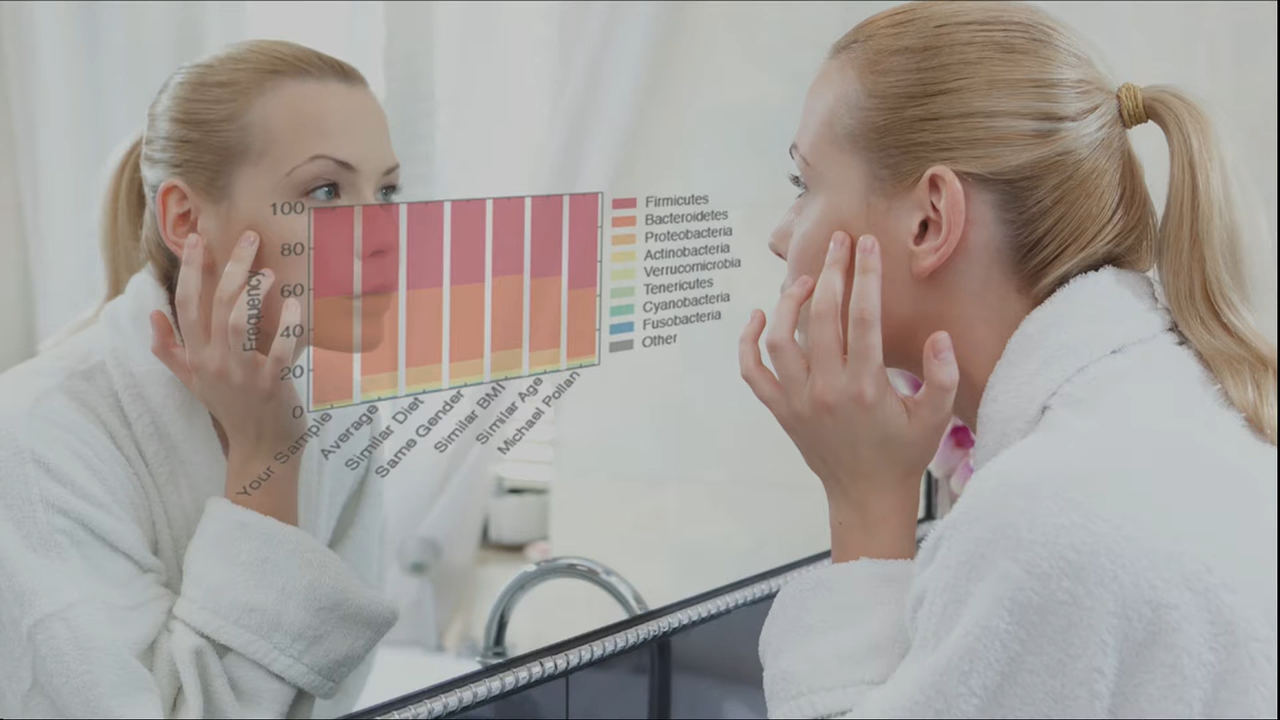 Frequency
100
80
60
40
20
0
Your Sample
Average
Similar Diet
Same Gender
Similar BMI
Similar Age
Michael Pollan
Firmicutes
Bacteroidetes
Proteobacteria
Actinobacteria
Verrucomicrobia
Tenericutes
Cyanobacteria
Fusobacteria
Other